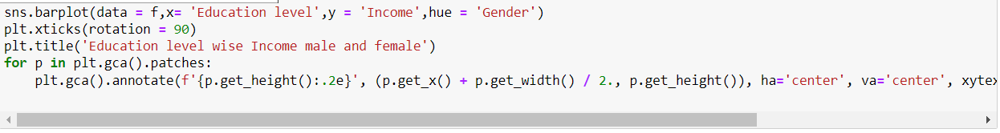 sns.barplot(data = f,x= 'Education level',y = 'Income',hue = 'Gender')
plt.xticks(rotation = 90)
plt.title('Education level wise Income male and female')
for p in plt.gca().patches:
    plt.gca().annotate(f'{p.get_height():.2e}', (p.get_x() + p.get_width() / 2., p.get_height()), ha='center', va='center', xytex